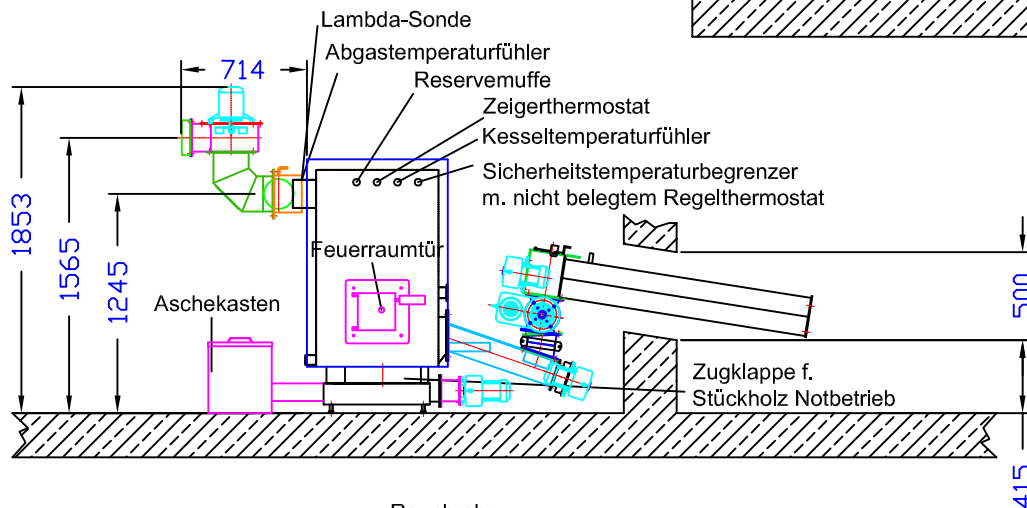 Lambda-Sonde
Abgastemperaturfühler
714
Reservemuffe
Zeigerthermostat
Kesseltemperaturfühler
Sicherheitstemperaturbegrenzer
m. nicht belegtem Regelthermostat
1853
1565
1245
Feuerraumtür
Aschekasten
500
Zugklappe f.
Stückholz Notbetrieb
415